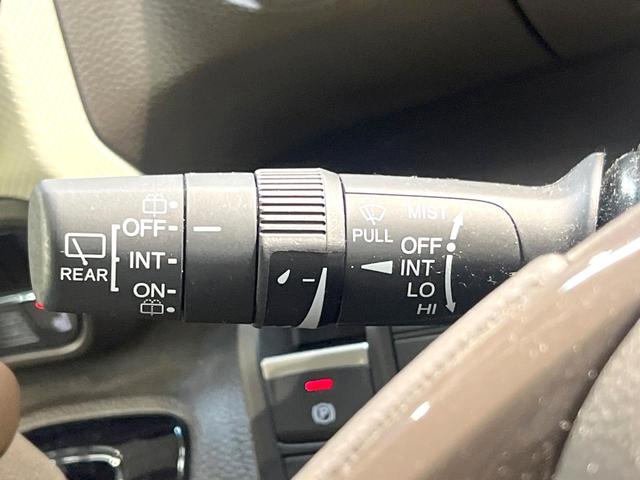 OFF
INT
ON
REAR
PULL
MIST
OFF
INT
LO
HI
P